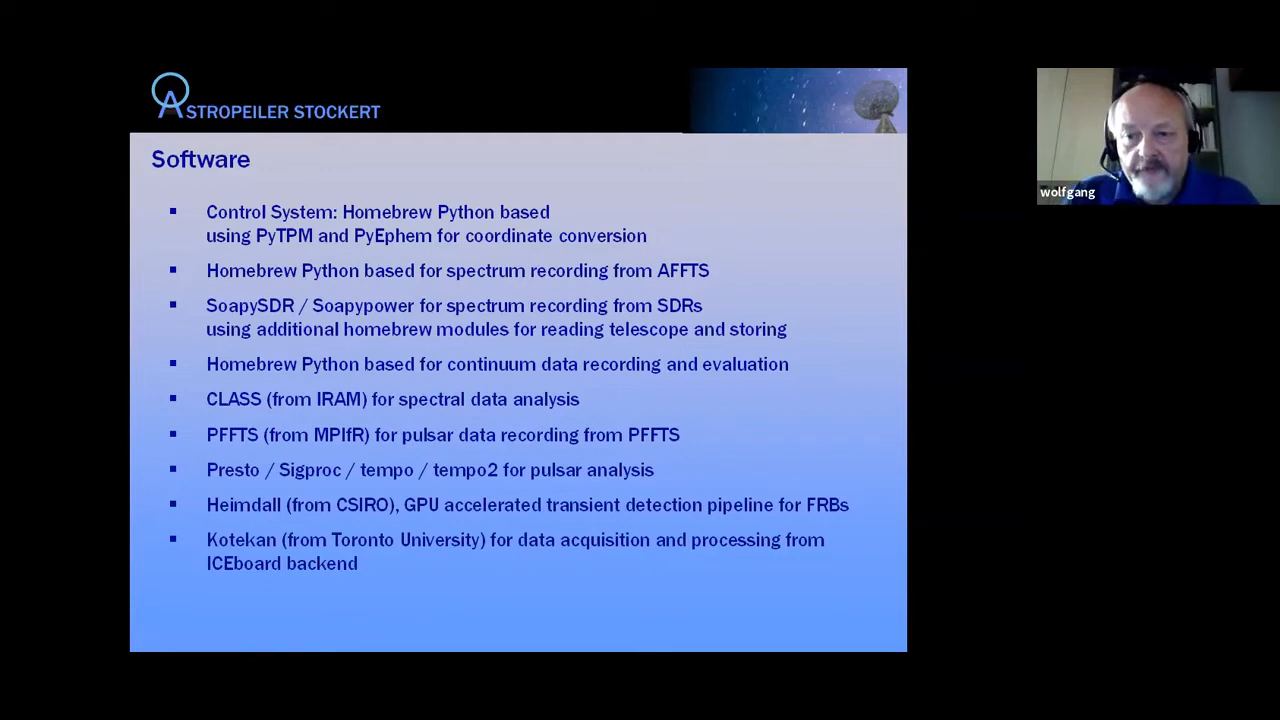 ASTROPEILER STOCKERT
Software
wolfgang
▪ Control System: Homebrew Python based
using PyTPM and PyEphem for coordinate conversion
▪ Homebrew Python based for spectrum recording from AFFTS
▪ SoapySDR / Soapypower for spectrum recording from SDRs
using additional homebrew modules for reading telescope and storing
▪ Homebrew Python based for continuum data recording and evaluation
▪ CLASS (from IRAM) for spectral data analysis
▪ PFFTS (from MPIfR) for pulsar data recording from PFFTS
▪ Presto / Sigproc / tempo / tempo2 for pulsar analysis
▪ Heimdall (from CSIRO), GPU accelerated transient detection pipeline for FRBs
▪ Kotekan (from Toronto University) for data acquisition and processing from
ICEboard backend